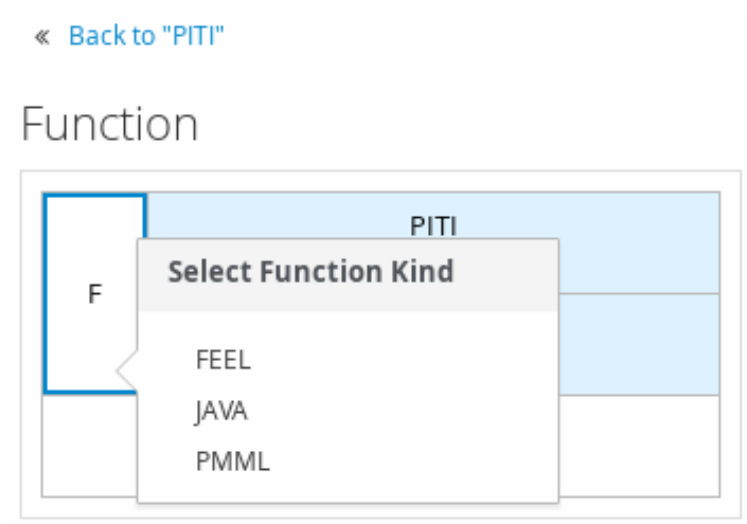 « Back to "PITI"
Function
PITI
Select Function Kind
F
FEEL
JAVA
PMML